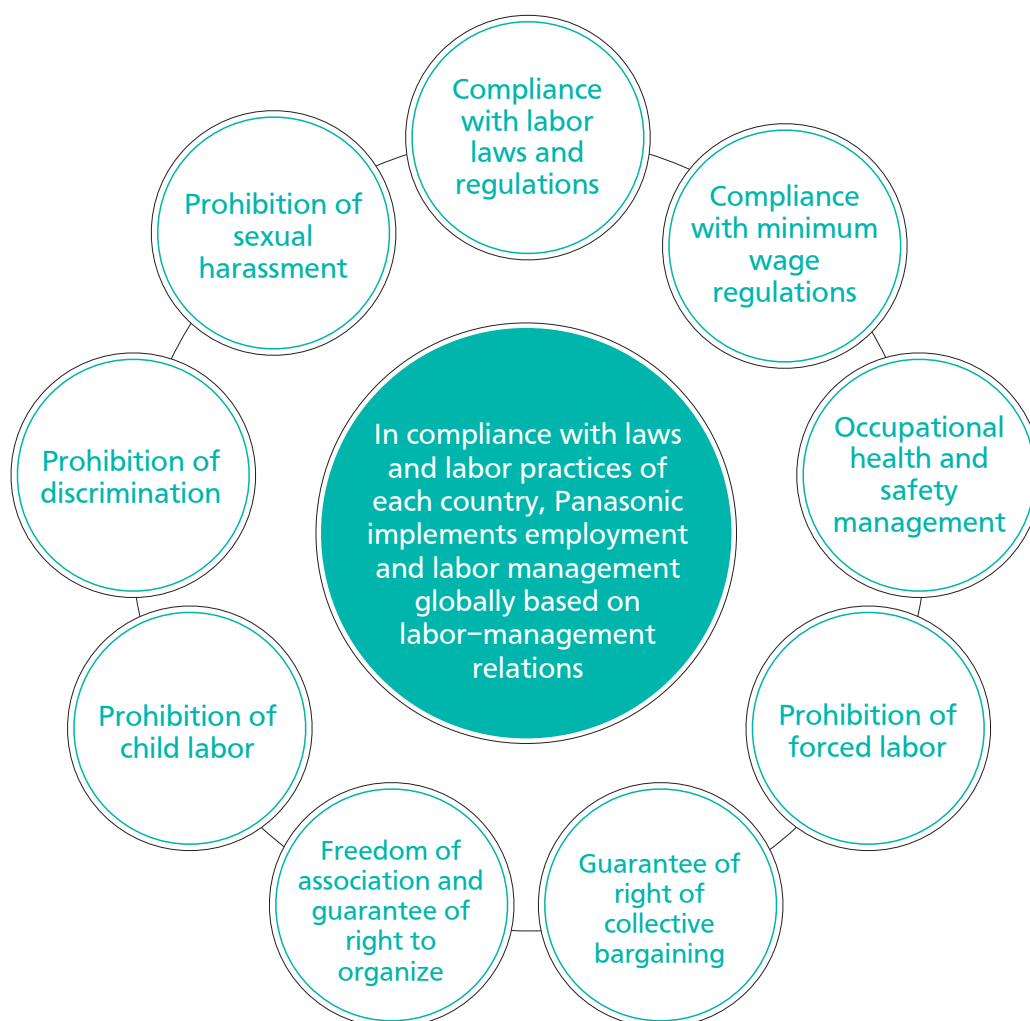 Compliance
with labor
laws and
regulations
Compliance
with minimum
wage
regulations
Occupational
health and
safety
management
Prohibition of
forced labor
Guarantee of
right of
collective
bargaining
Freedom of
association and
guarantee of
right to
organize
Prohibition of
child labor
Prohibition of
discrimination
Prohibition of
sexual
harassment
In compliance with laws
and labor practices of
each country, Panasonic
implements employment
and labor management
globally based on
labor–management
relations